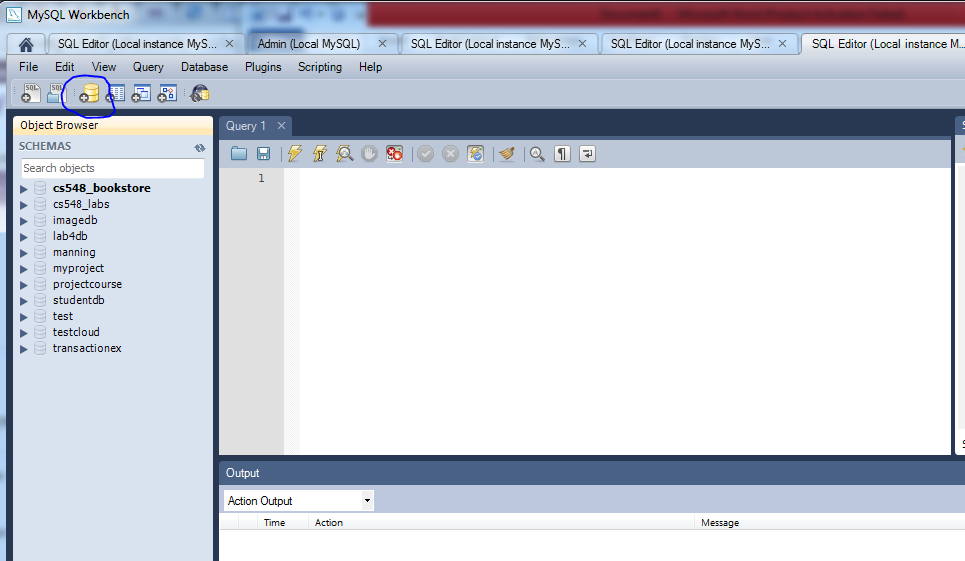 MySQL Workbench
SQL Editor (Local instance MyS... Admin (Local MySQL) SQL Editor (Local instance MyS... SQL Editor (Local instance MyS... SQL Editor (Local instance M...
File Edit View Query Database Plugins Scripting Help
SQL SQL
Object Browser
Query 1
SCHEMAS
Search objects
1
cs548_bookstore
cs548_labs
imagedb
lab4db
manning
myproject
projectcourse
studentdb
test
testcloud
transactionex
Output
Action Output
Time Action Message